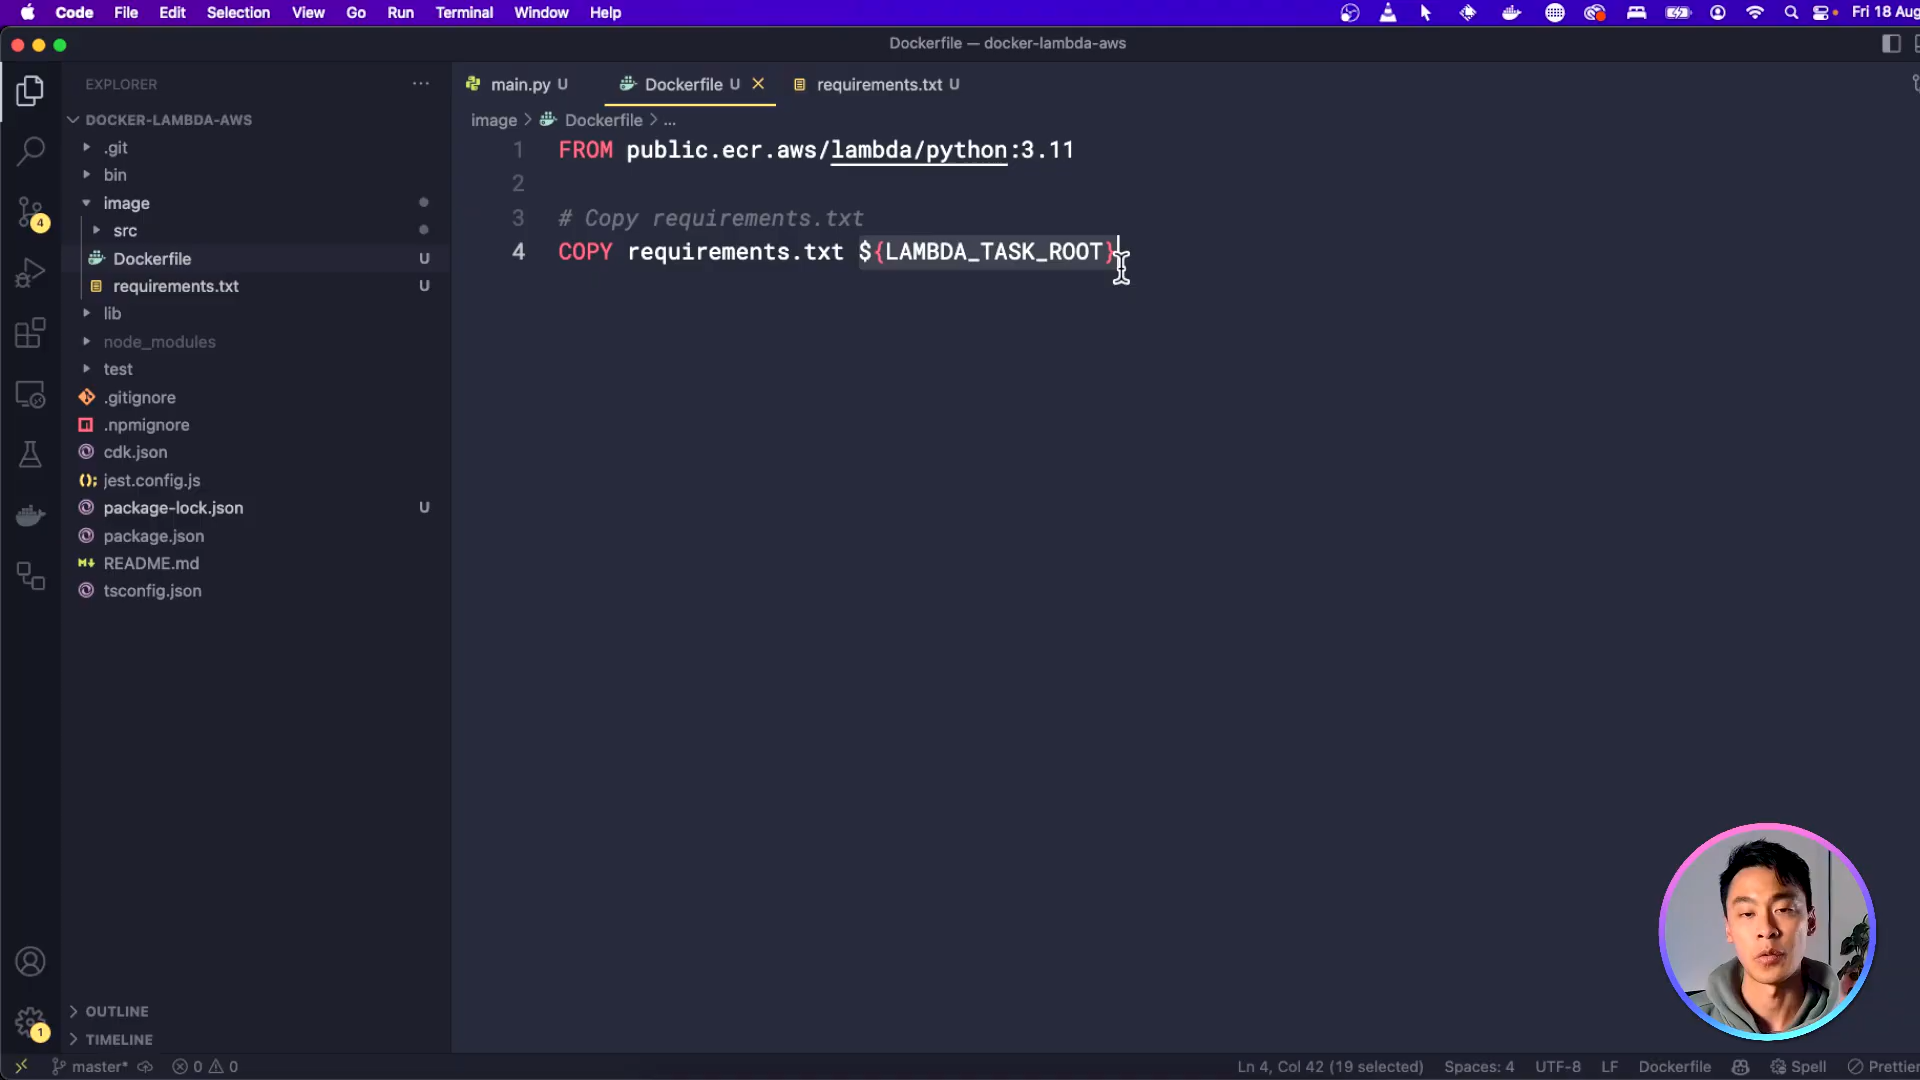 Code File Edit Selection View Go Run Terminal Window Help Fri 18 Aug
Dockerfile — docker-lambda-aws
EXPLORER ...
main.py U
Dockerfile U
requirements.txt U
image > Dockerfile > ...
DOCKER-LAMBDA-AWS
.git
bin
image
src
Dockerfile U
requirements.txt U
lib
node_modules
test
.gitignore
.npmignore
cdk.json
jest.config.js
package-lock.json U
package.json
README.md
tsconfig.json
4
1 FROM public.ecr.aws/lambda/python:3.11
2
3 # Copy requirements.txt
4 COPY requirements.txt ${LAMBDA_TASK_ROOT}
OUTLINE
TIMELINE
1
master* 0 0 Ln 4, Col 42 (19 selected) Spaces: 4 UTF-8 LF Dockerfile Spell Prettier